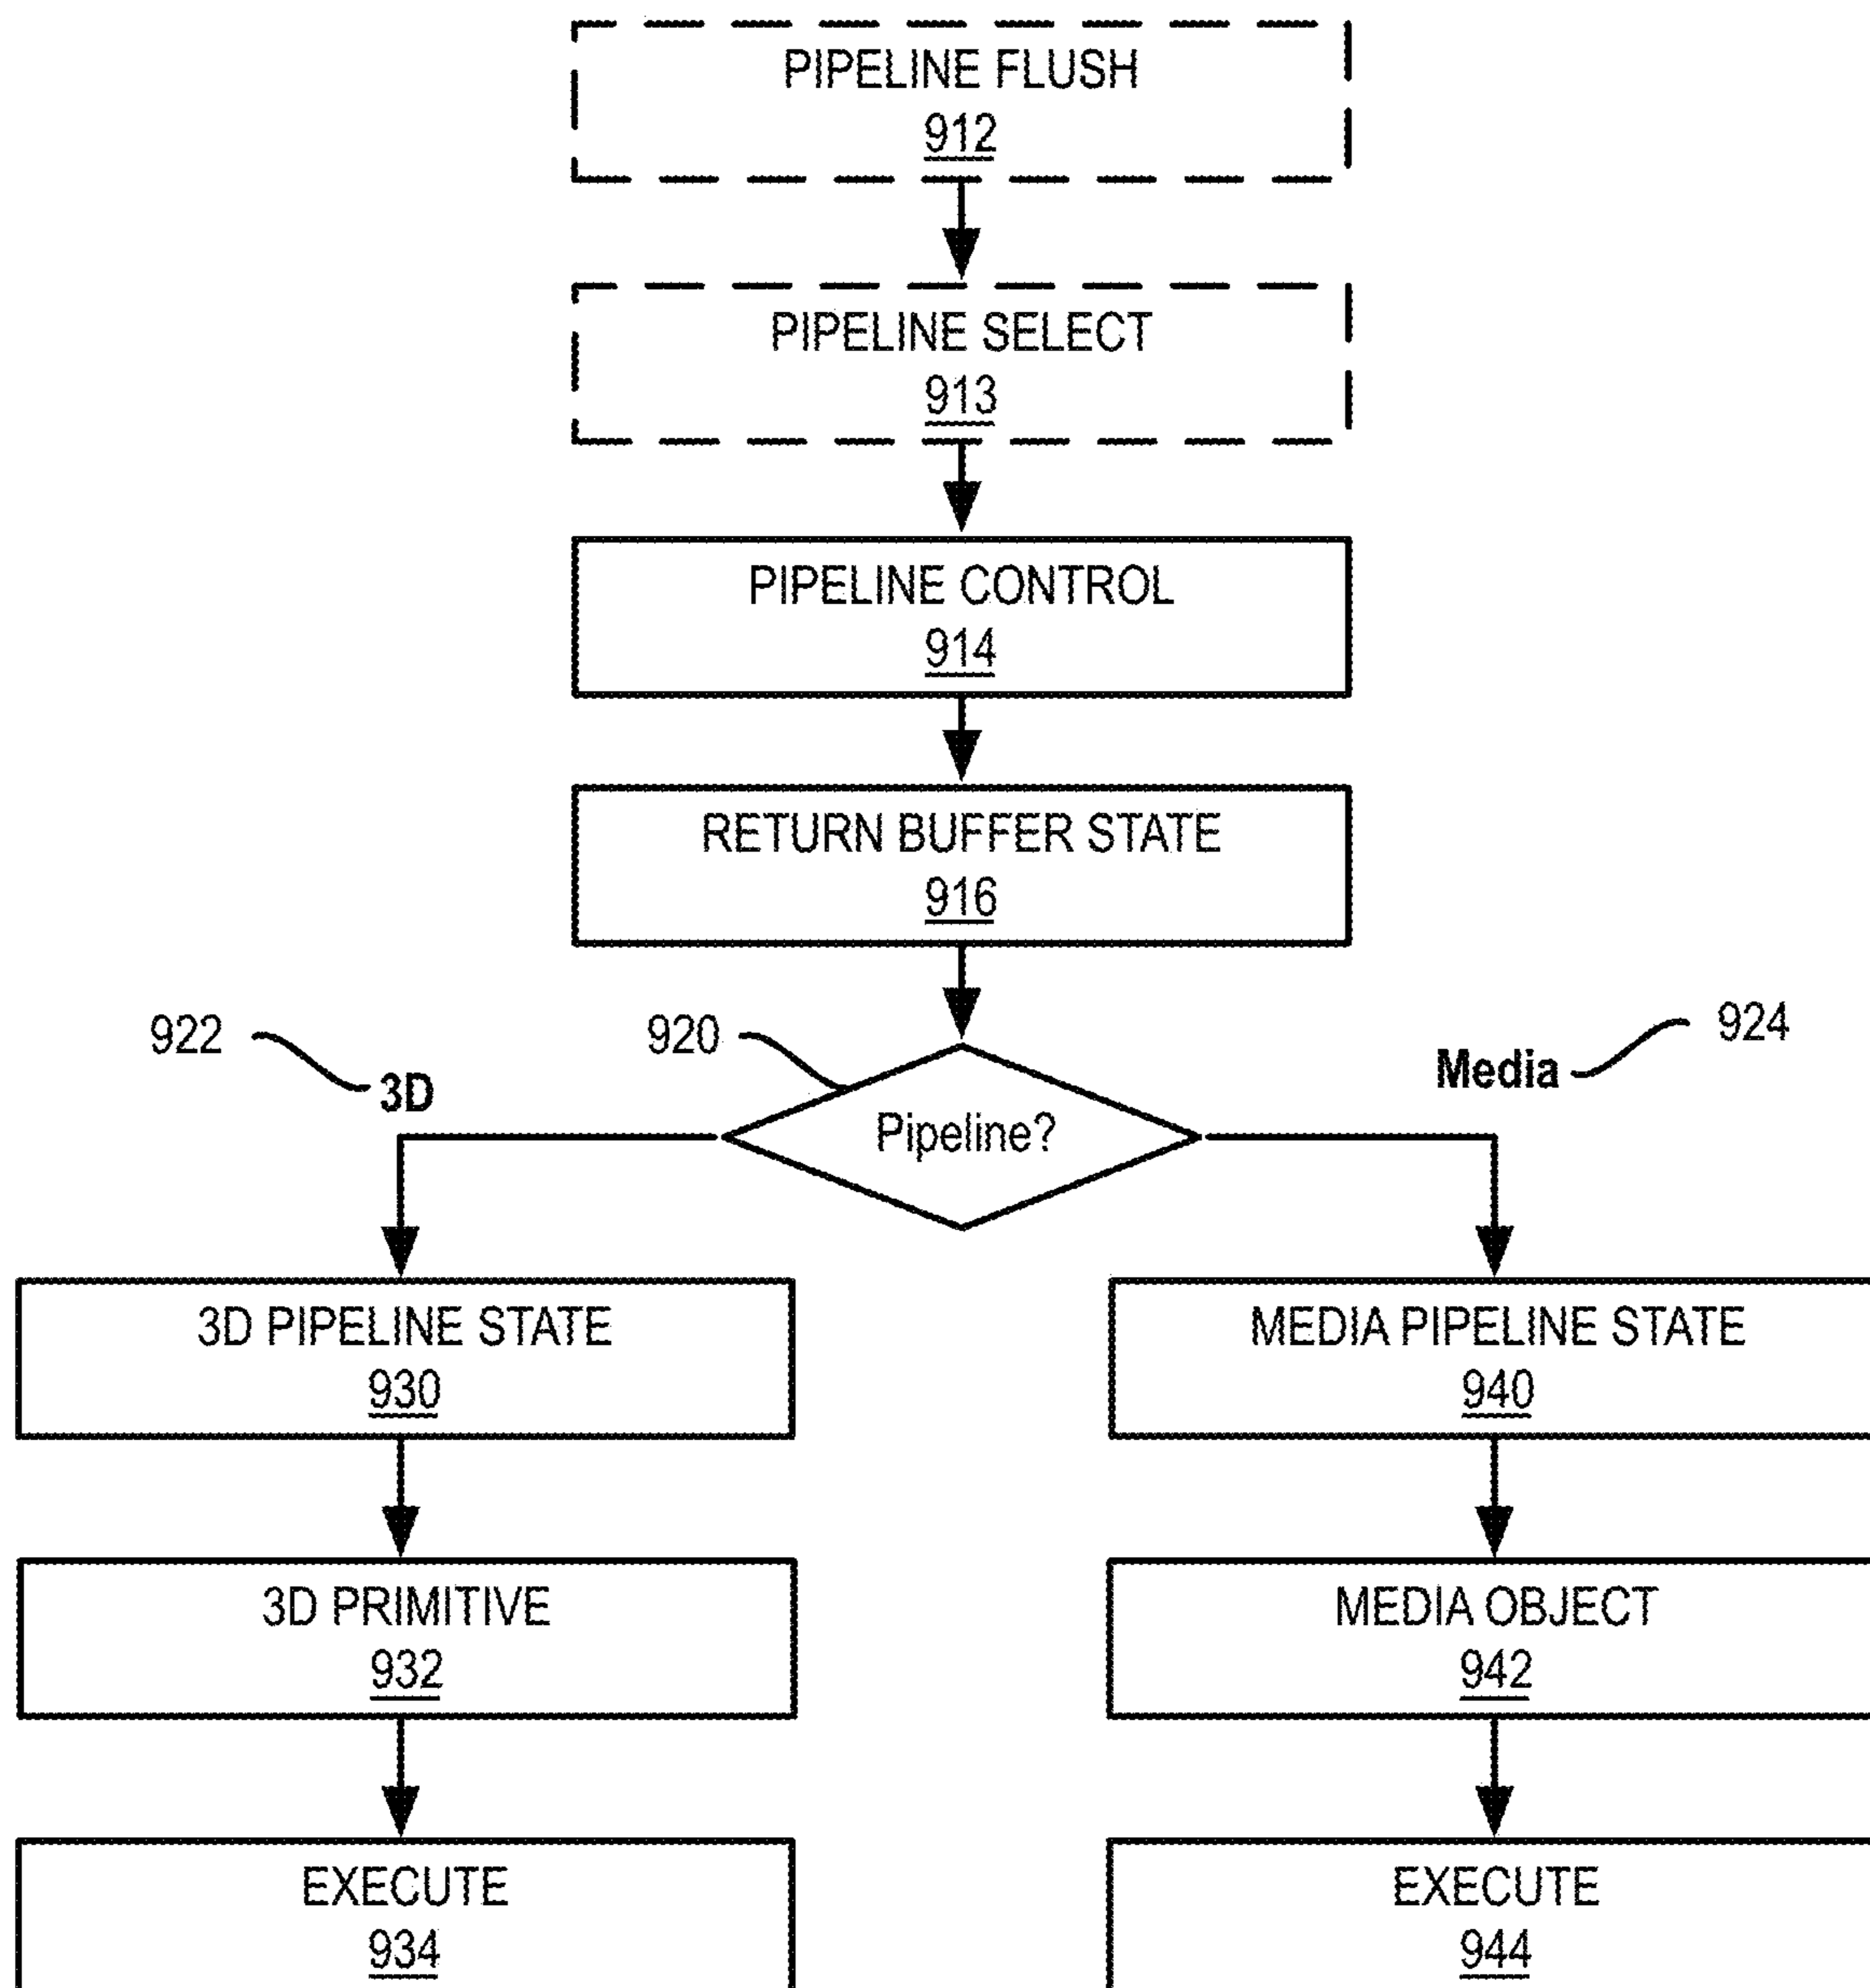 PIPELINE FLUSH
912
PIPELINE SELECT
913
PIPELINE CONTROL
914
RETURN BUFFER STATE
916
922
920
924
3D
Media
Pipeline?
3D PIPELINE STATE
930
MEDIA PIPELINE STATE
940
3D PRIMITIVE
932
MEDIA OBJECT
942
EXECUTE
934
EXECUTE
944